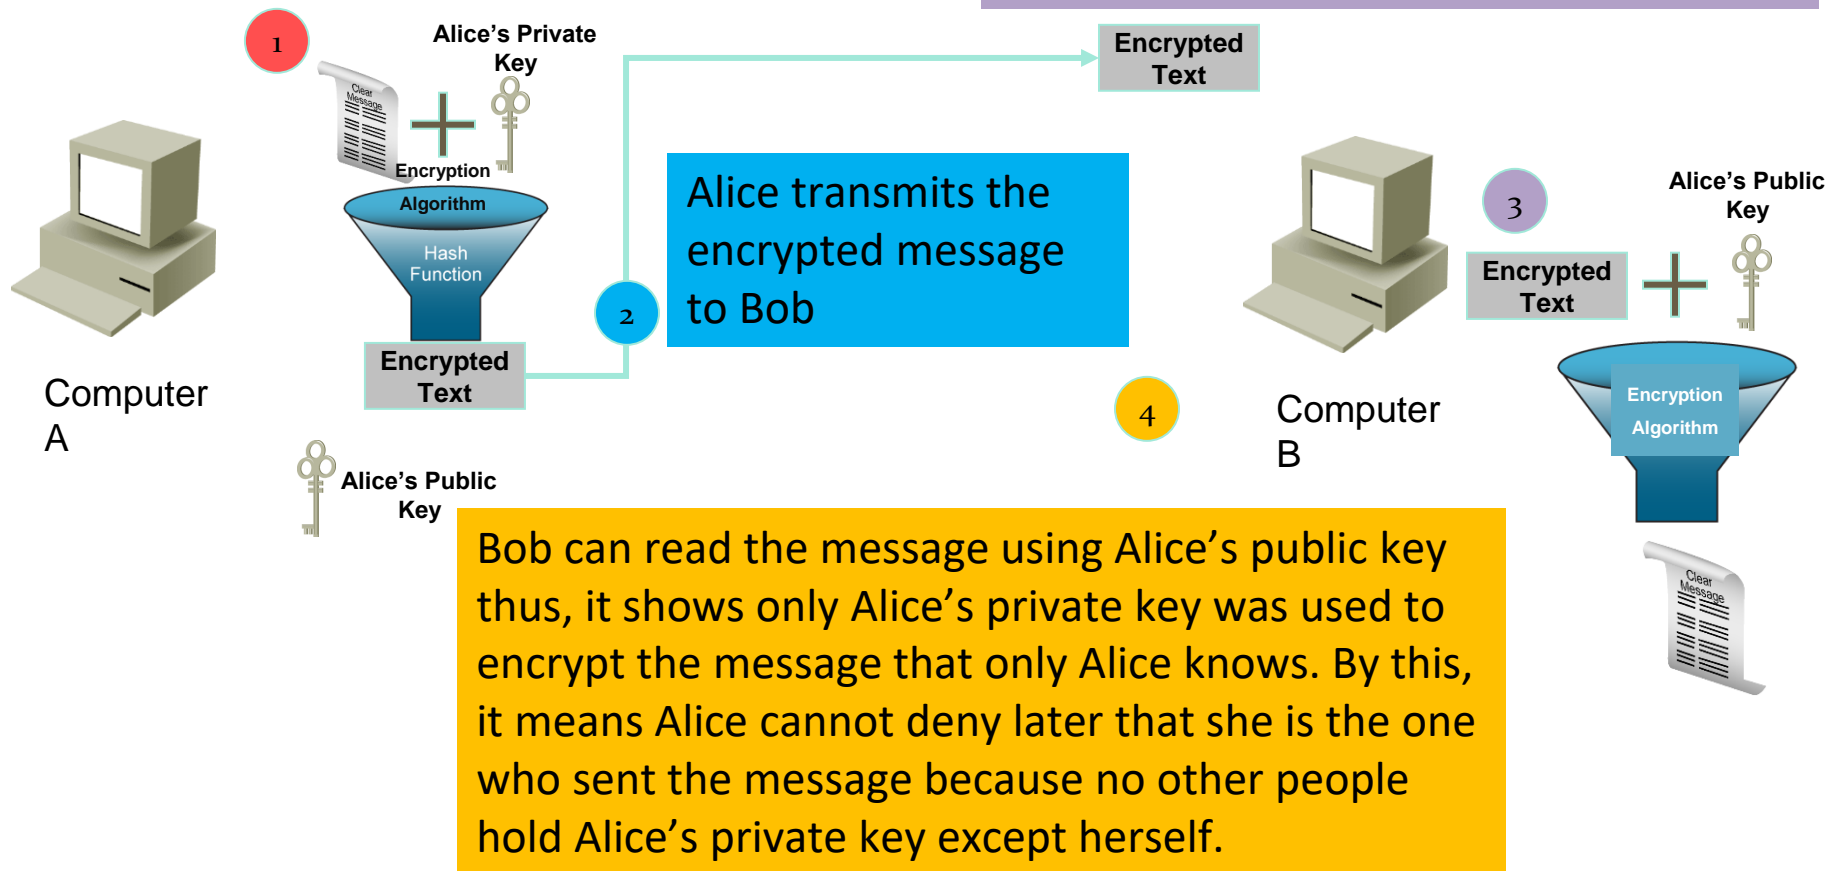 1
Alice’s Private
Key
Clear
Message
Encryption
Algorithm
Hash
Function
Encrypted
Text
Computer
A
Alice’s Public
Key
2
Alice transmits the
encrypted message
to Bob
Encrypted
Text
3
Alice’s Public
Key
Encrypted
Text
Computer
B
Encryption
Algorithm
Clear
Message
4
Bob can read the message using Alice’s public key
thus, it shows only Alice’s private key was used to
encrypt the message that only Alice knows. By this,
it means Alice cannot deny later that she is the one
who sent the message because no other people
hold Alice’s private key except herself.